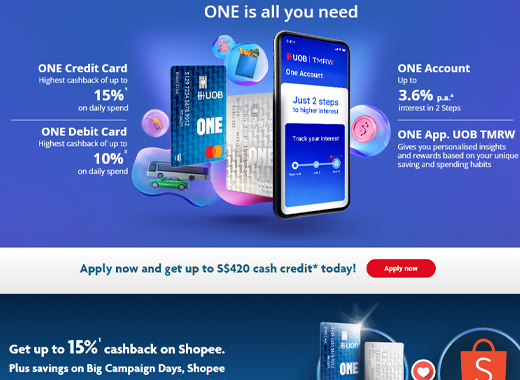 ONE is all you need
ONE Credit Card
Highest cashback of up to
15%¹
on daily spend
ONE Debit Card
Highest cashback of up to
10%³
on daily spend
UOB
ONE
UOB | TMRW
One Account
Just 2 steps
to higher interest
Track your interest
ONE Account
Up to
3.6% p.a.⁴
interest in 2 Steps
ONE App. UOB TMRW
Gives you personalised insights
and rewards based on your unique
saving and spending habits
Apply now and get up to S$420 cash credit* today!
Apply now
Get up to 15%¹ cashback on Shopee.
Plus savings on Big Campaign Days, Shopee
UOB
S